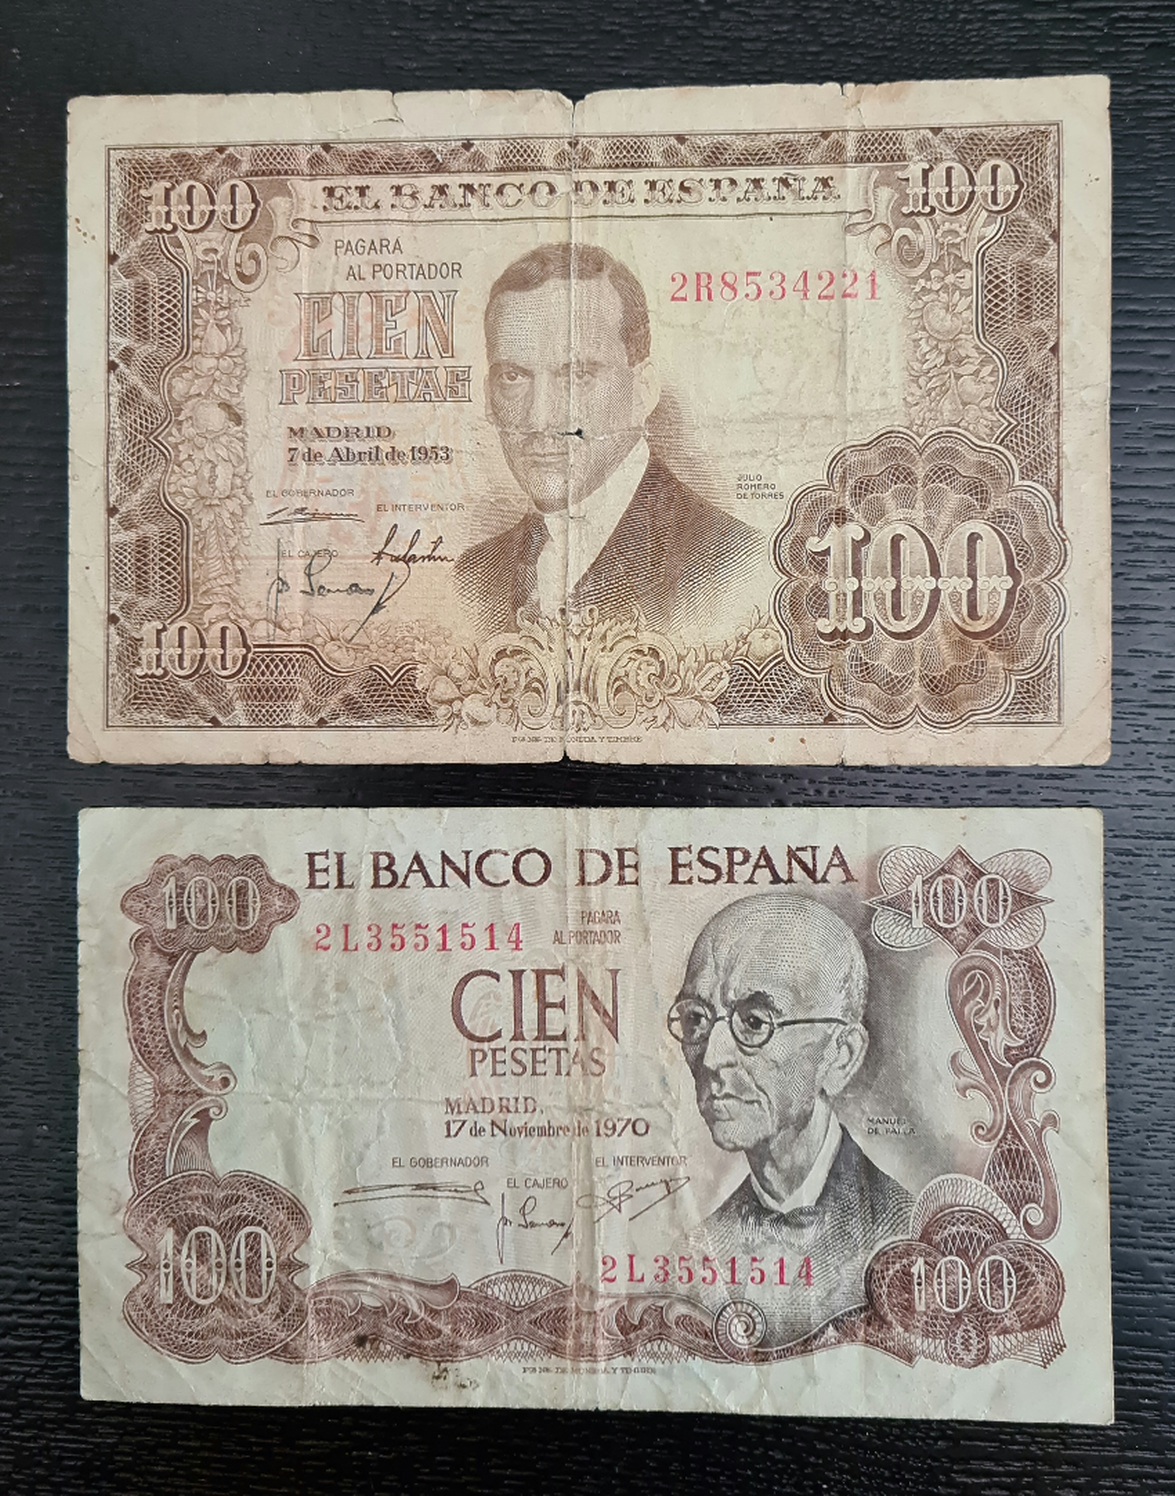 100
EL BANCO DE ESPAÑA
100
PAGARÁ
AL PORTADOR
CIEN
PESETAS
2R8534221
MADRID
7 de Abril de 1953
EL GOBERNADOR
EL INTERVENTOR
EL CAJERO
JULIO
ROMERO
DE TORRES
100
100
100
EL BANCO DE ESPAÑA
100
2L3551514
PAGARA
AL PORTADOR
CIEN
PESETAS
MADRID,
17 de Noviembre de 1970
MANUEL
DE FALLA
EL GOBERNADOR
EL INTERVENTOR
EL CAJERO
100
2L3551514
100